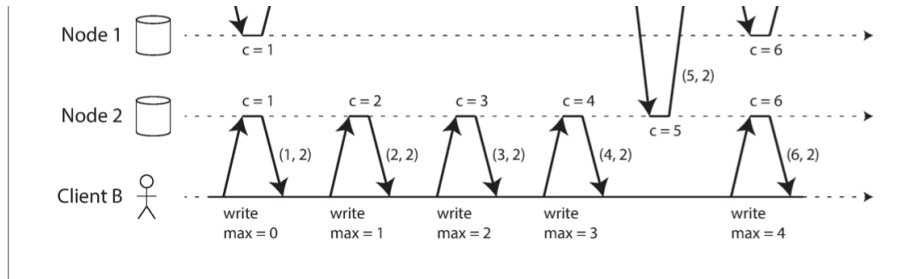 Node 1
c = 1
c = 6
(5, 2)
Node 2
c = 1
c = 2
c = 3
c = 4
c = 6
c = 5
(1, 2)
(2, 2)
(3, 2)
(4, 2)
(6, 2)
Client B
write
max = 0
write
max = 1
write
max = 2
write
max = 3
write
max = 4